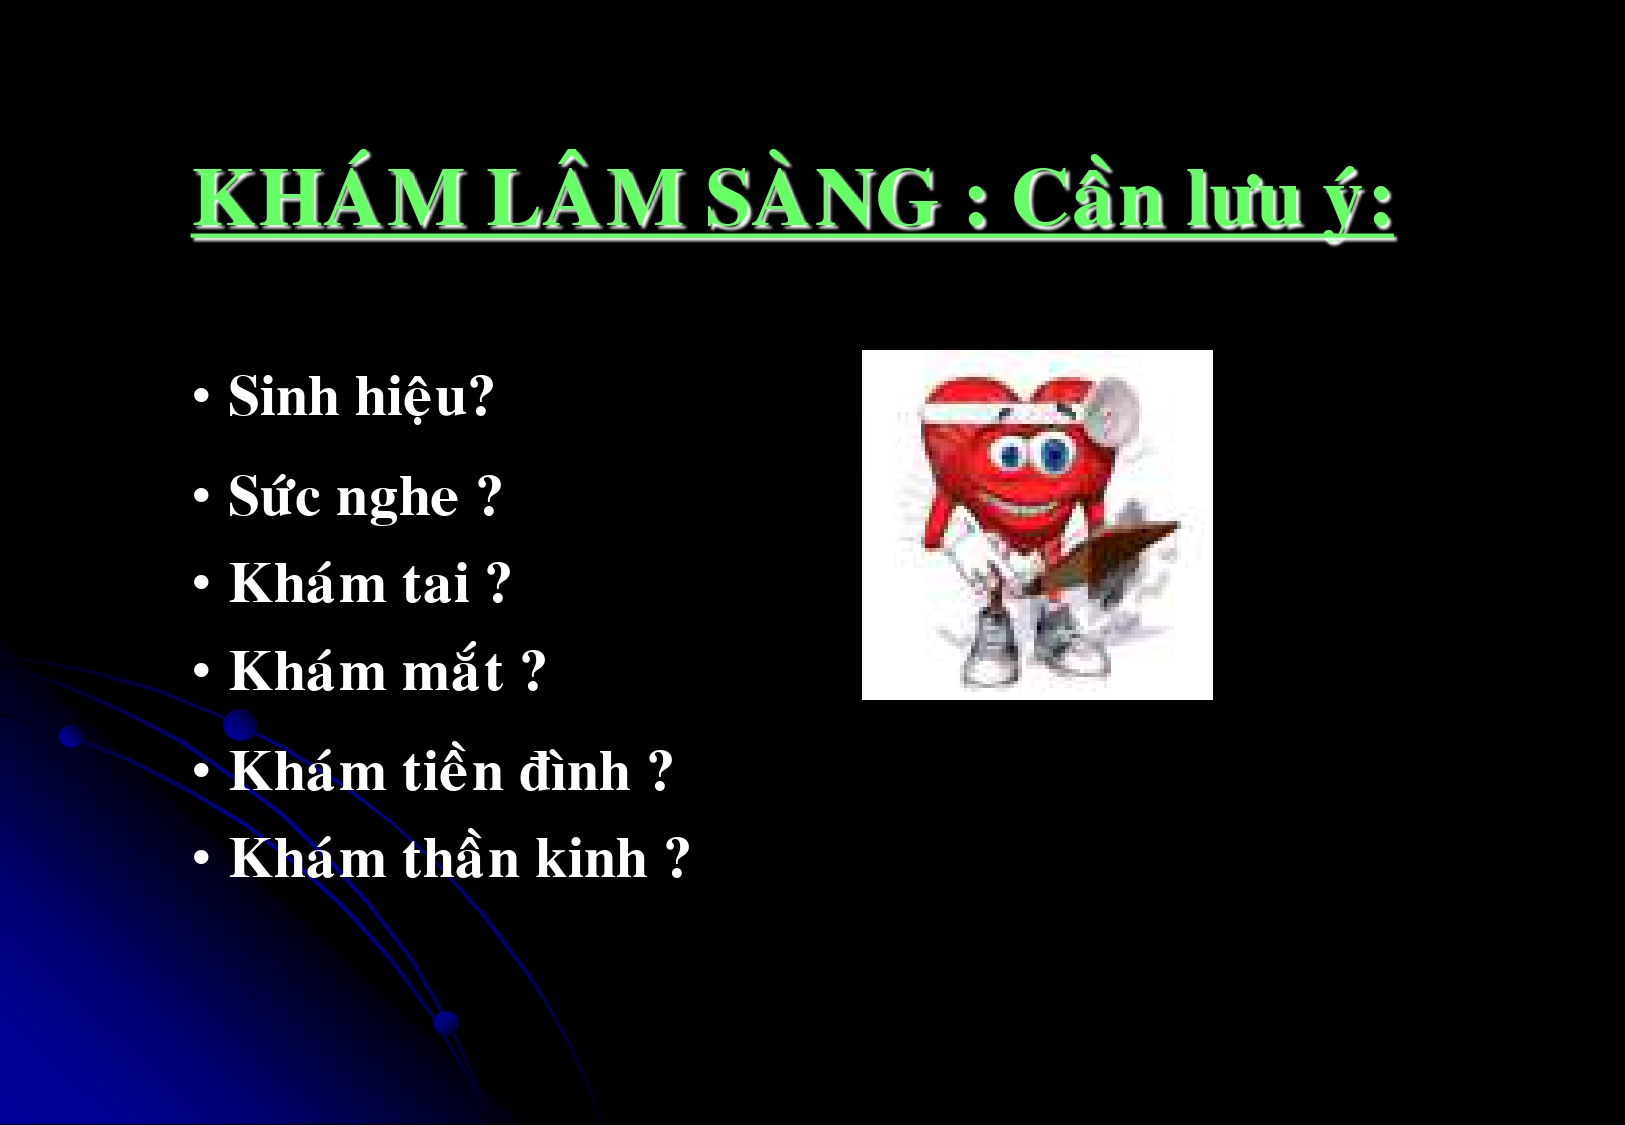 KHÁM LÂM SÀNG : Cần lưu ý:
• Sinh hiệu?
• Sức nghe ?
• Khám tai ?
• Khám mắt ?
• Khám tiền đình ?
• Khám thần kinh ?